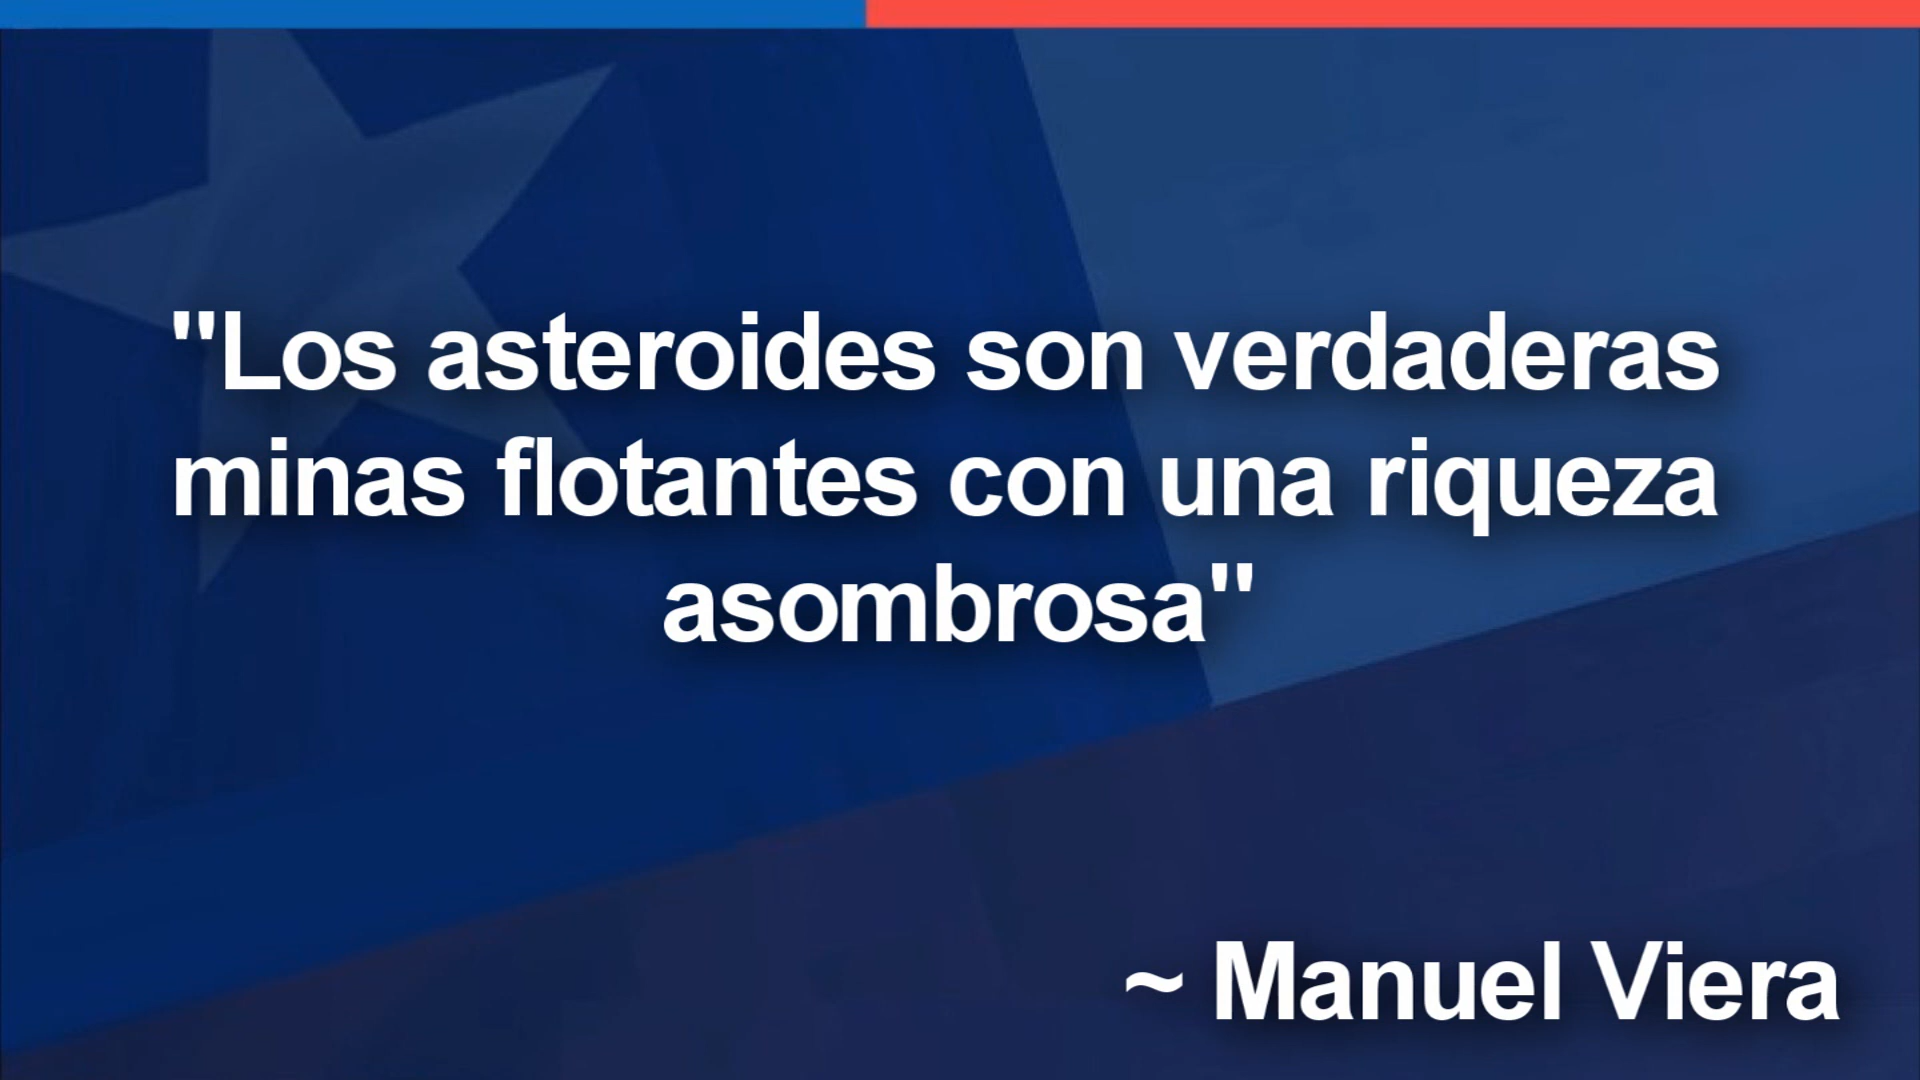 "Los asteroides son verdaderas
minas flotantes con una riqueza
asombrosa"
~ Manuel Viera